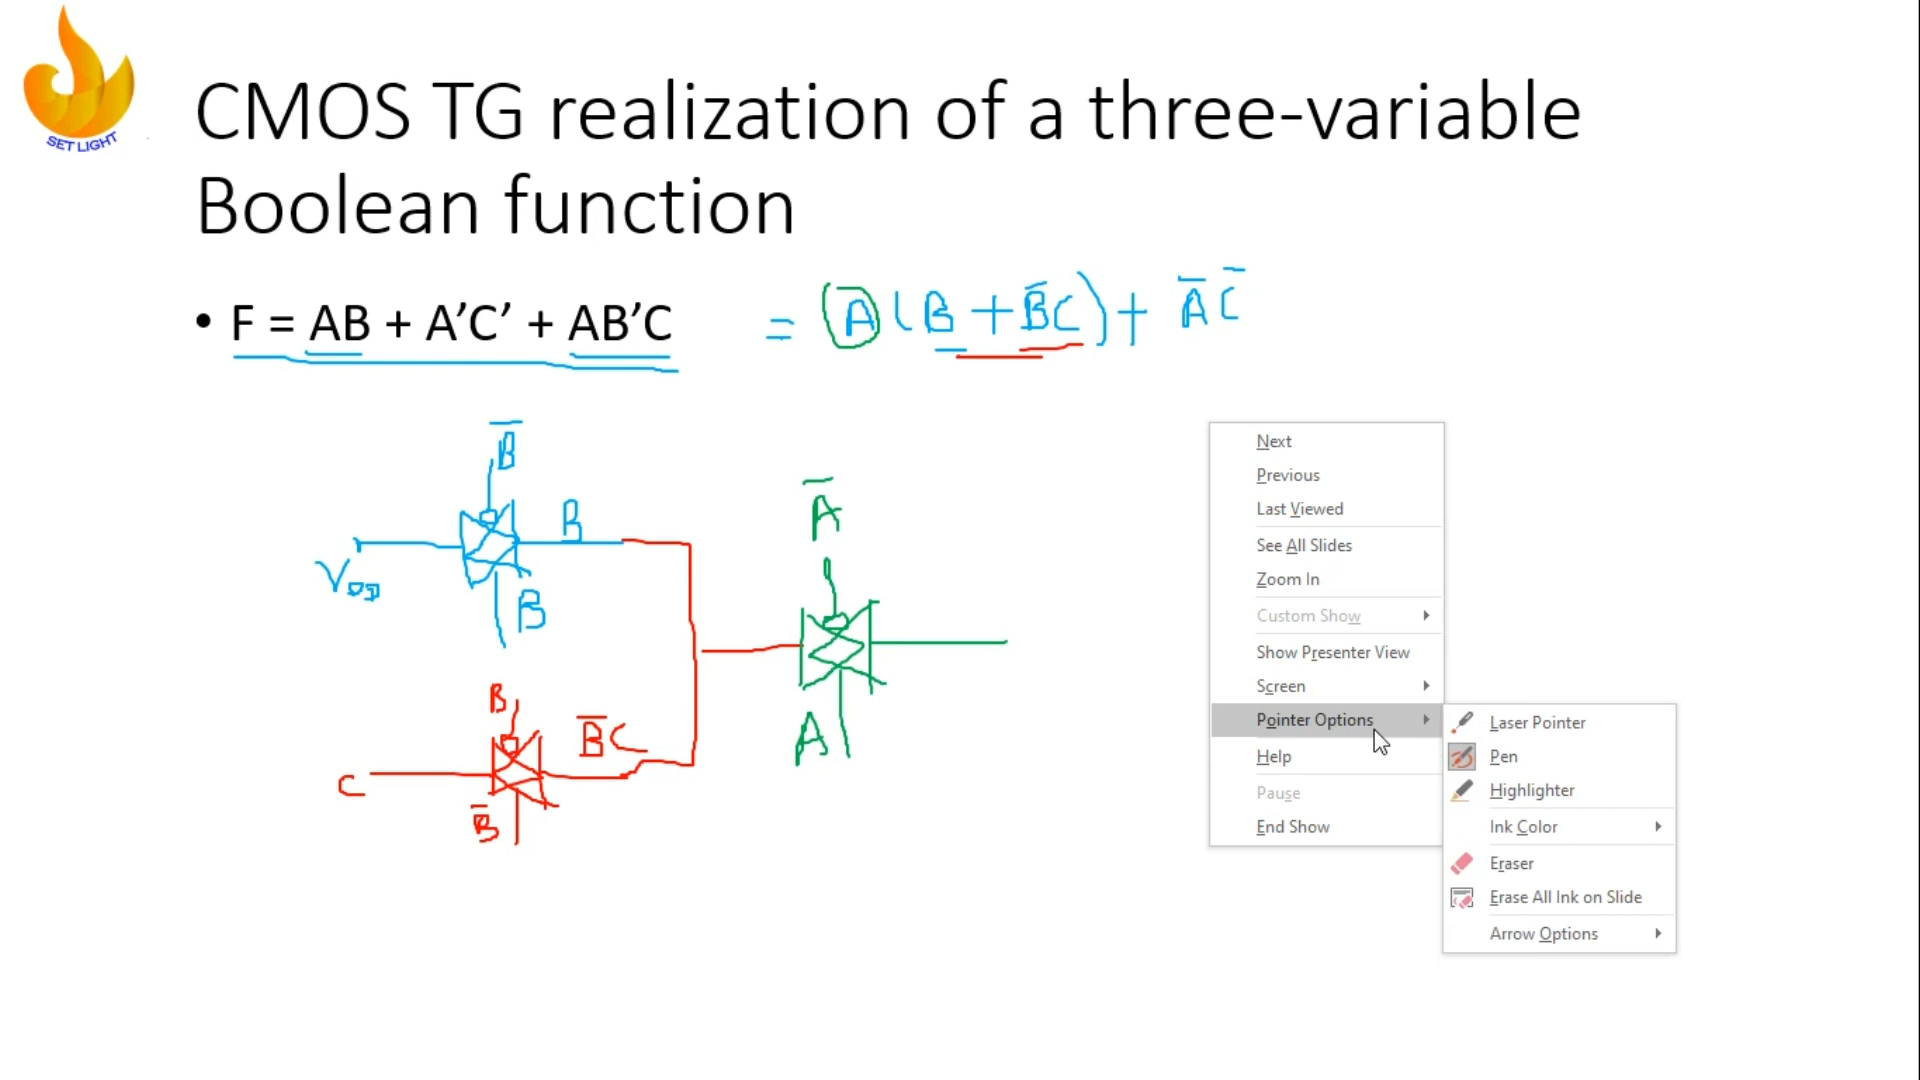 SET LIGHT
CMOS TG realization of a three-variable
Boolean function
• F = AB + A’C’ + AB’C = A(B + B̅C) + A̅ C̅
B̅
B
VDD
B
B
B̅C
C
B̅
A̅
A
Next
Previous
Last Viewed
See All Slides
Zoom In
Custom Show
Show Presenter View
Screen
Pointer Options
Help
Pause
End Show
Laser Pointer
Pen
Highlighter
Ink Color
Eraser
Erase All Ink on Slide
Arrow Options